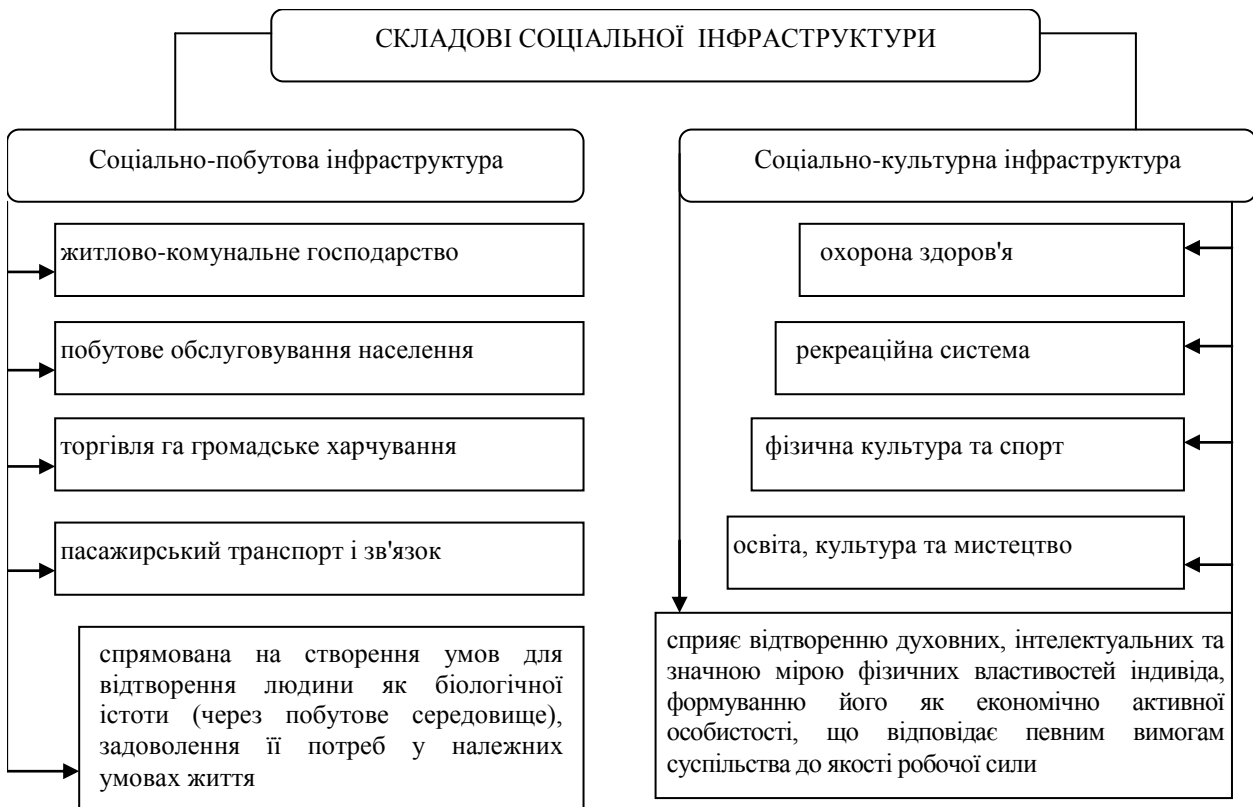 СКЛАДОВІ СОЦІАЛЬНОЇ ІНФРАСТРУКТУРИ
Соціально-побутова інфраструктура
житлово-комунальне господарство
побутове обслуговування населення
торгівля га громадське харчування
пасажирський транспорт і зв'язок
спрямована на створення умов для
відтворення людини як біологічної
істоти (через побутове середовище),
задоволення її потреб у належних
умовах життя
Соціально-культурна інфраструктура
охорона здоров'я
рекреаційна система
фізична культура та спорт
освіта, культура та мистецтво
сприяє відтворенню духовних, інтелектуальних та
значною мірою фізичних властивостей індивіда,
формуванню його як економічно активної
особистості, що відповідає певним вимогам
суспільства до якості робочої сили